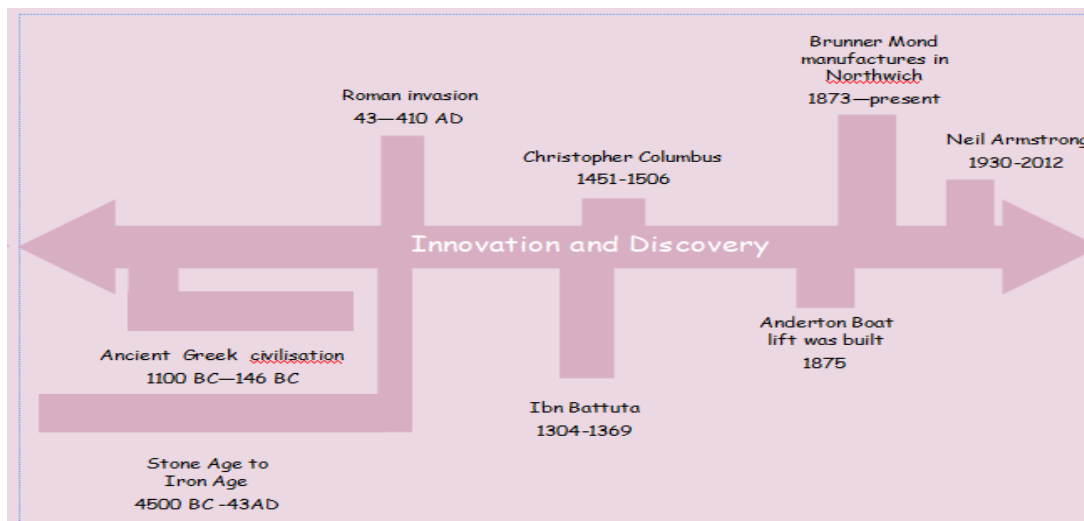 Brunner Mond
manufactures in
Northwich
1873—present
Roman invasion
43—410 AD
Neil Armstrong
1930-2012
Christopher Columbus
1451-1506
Innovation and Discovery
Ancient Greek civilisation
1100 BC—146 BC
Anderton Boat
lift was built
1875
Ibn Battuta
1304-1369
Stone Age to
Iron Age
4500 BC -43AD